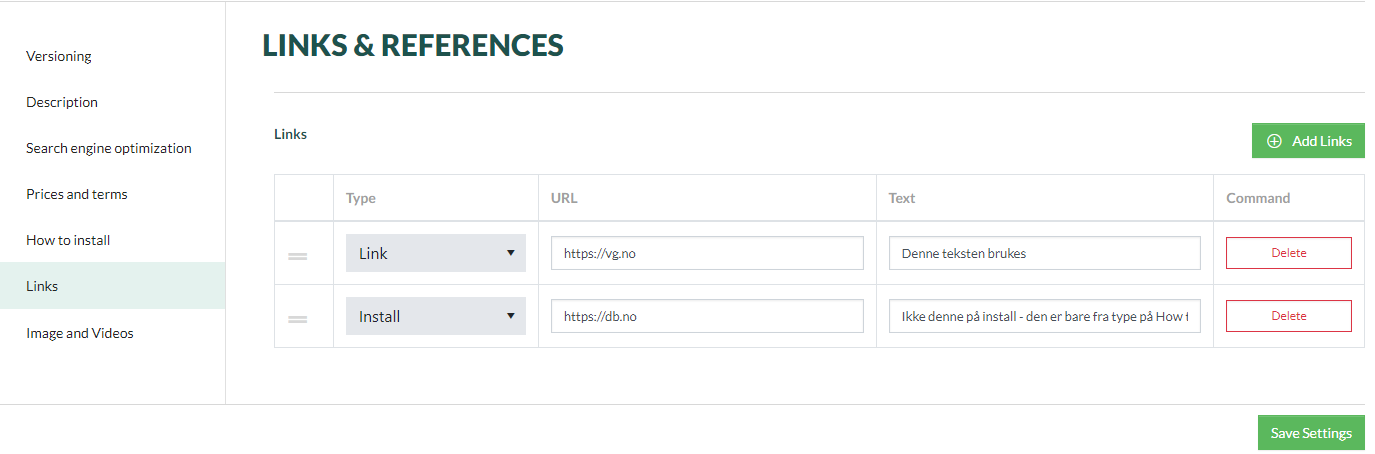 LINKS & REFERENCES
Versioning
Description
Search engine optimization
Prices and terms
How to install
Links
Image and Videos
Links
Add Links
Type URL Text Command
Link https://vg.no Denne teksten brukes Delete
Install https://db.no Ikke denne på install - den er bare fra type på How Delete
Save Settings